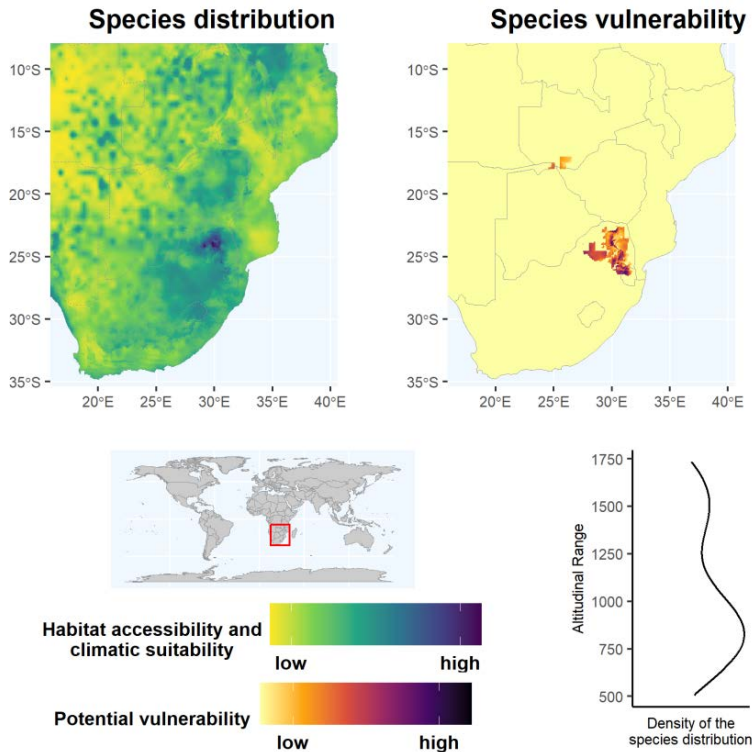 Species distribution
Species vulnerability
10°S
15°S
20°S
25°S
30°S
35°S
20°E
25°E
30°E
35°E
40°E
10°S
15°S
20°S
25°S
30°S
35°S
20°E
25°E
30°E
35°E
40°E
Habitat accessibility and
climatic suitability
low
high
Potential vulnerability
low
high
Altitudinal Range
1750
1500
1250
1000
750
500
Density of the
species distribution